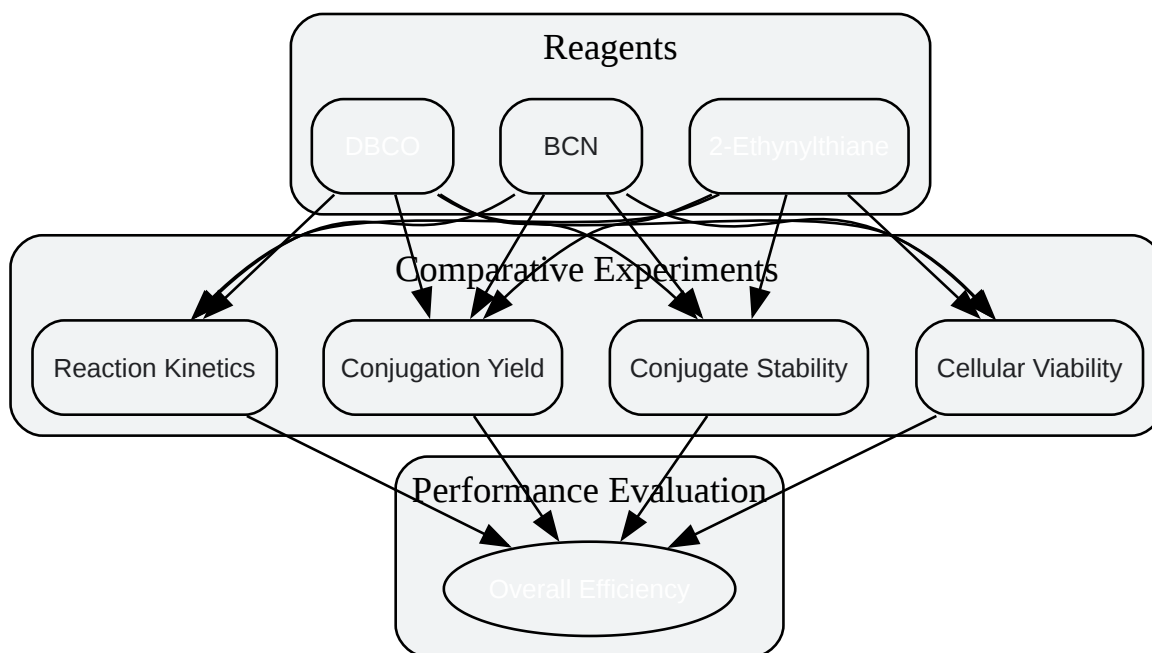 Reagents
DBCO
BCN
2-Ethynylthiane
Comparative Experiments
Reaction Kinetics
Conjugation Yield
Conjugate Stability
Cellular Viability
Performance Evaluation
Overall Efficiency